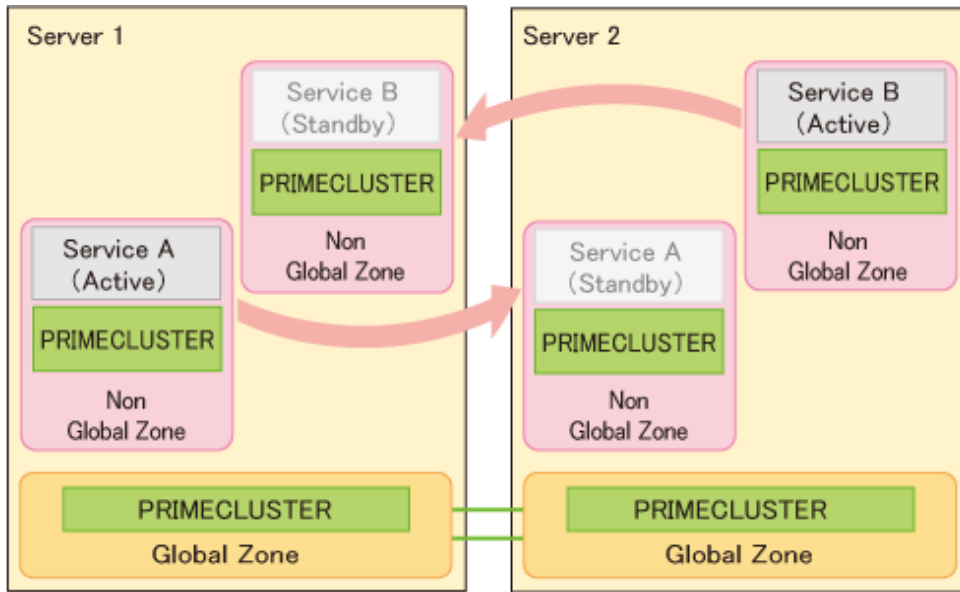 Server 1
Service B
(Standby)
PRIMECLUSTER
Non
Global Zone
Service A
(Active)
PRIMECLUSTER
Non
Global Zone
PRIMECLUSTER
Global Zone
Server 2
Service B
(Active)
PRIMECLUSTER
Non
Global Zone
Service A
(Standby)
PRIMECLUSTER
Non
Global Zone
PRIMECLUSTER
Global Zone